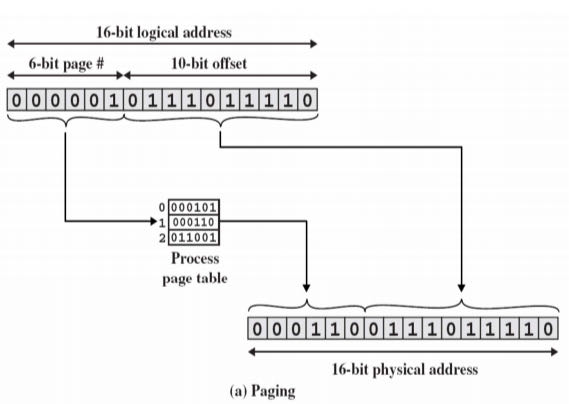 16-bit logical address
6-bit page # 10-bit offset
0 0 0 0 0 1 0 1 1 1 0 1 1 1 1 0
0 000101
1 000110
2 011001
Process
page table
0 0 0 1 1 0 0 1 1 1 0 1 1 1 1 0
16-bit physical address
(a) Paging